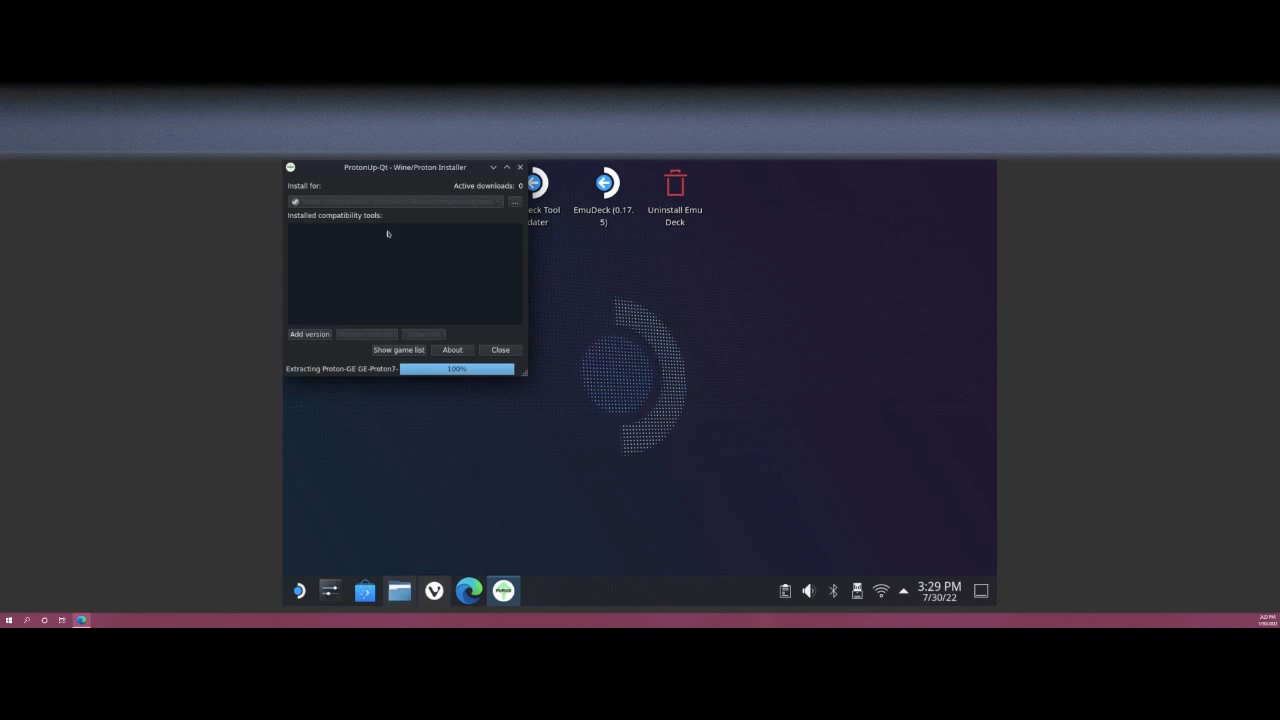 ProtonUp-Qt - Wine/Proton Installer
Install for:
Active downloads: 0
...
Installed compatibility tools:
Add version
Show game list
About
Close
Extracting Proton-GE GE-Proton7-
100%
eck Tool
dater
EmuDeck (0.17.
5)
Uninstall Emu
Deck
3:29 PM
7/30/22